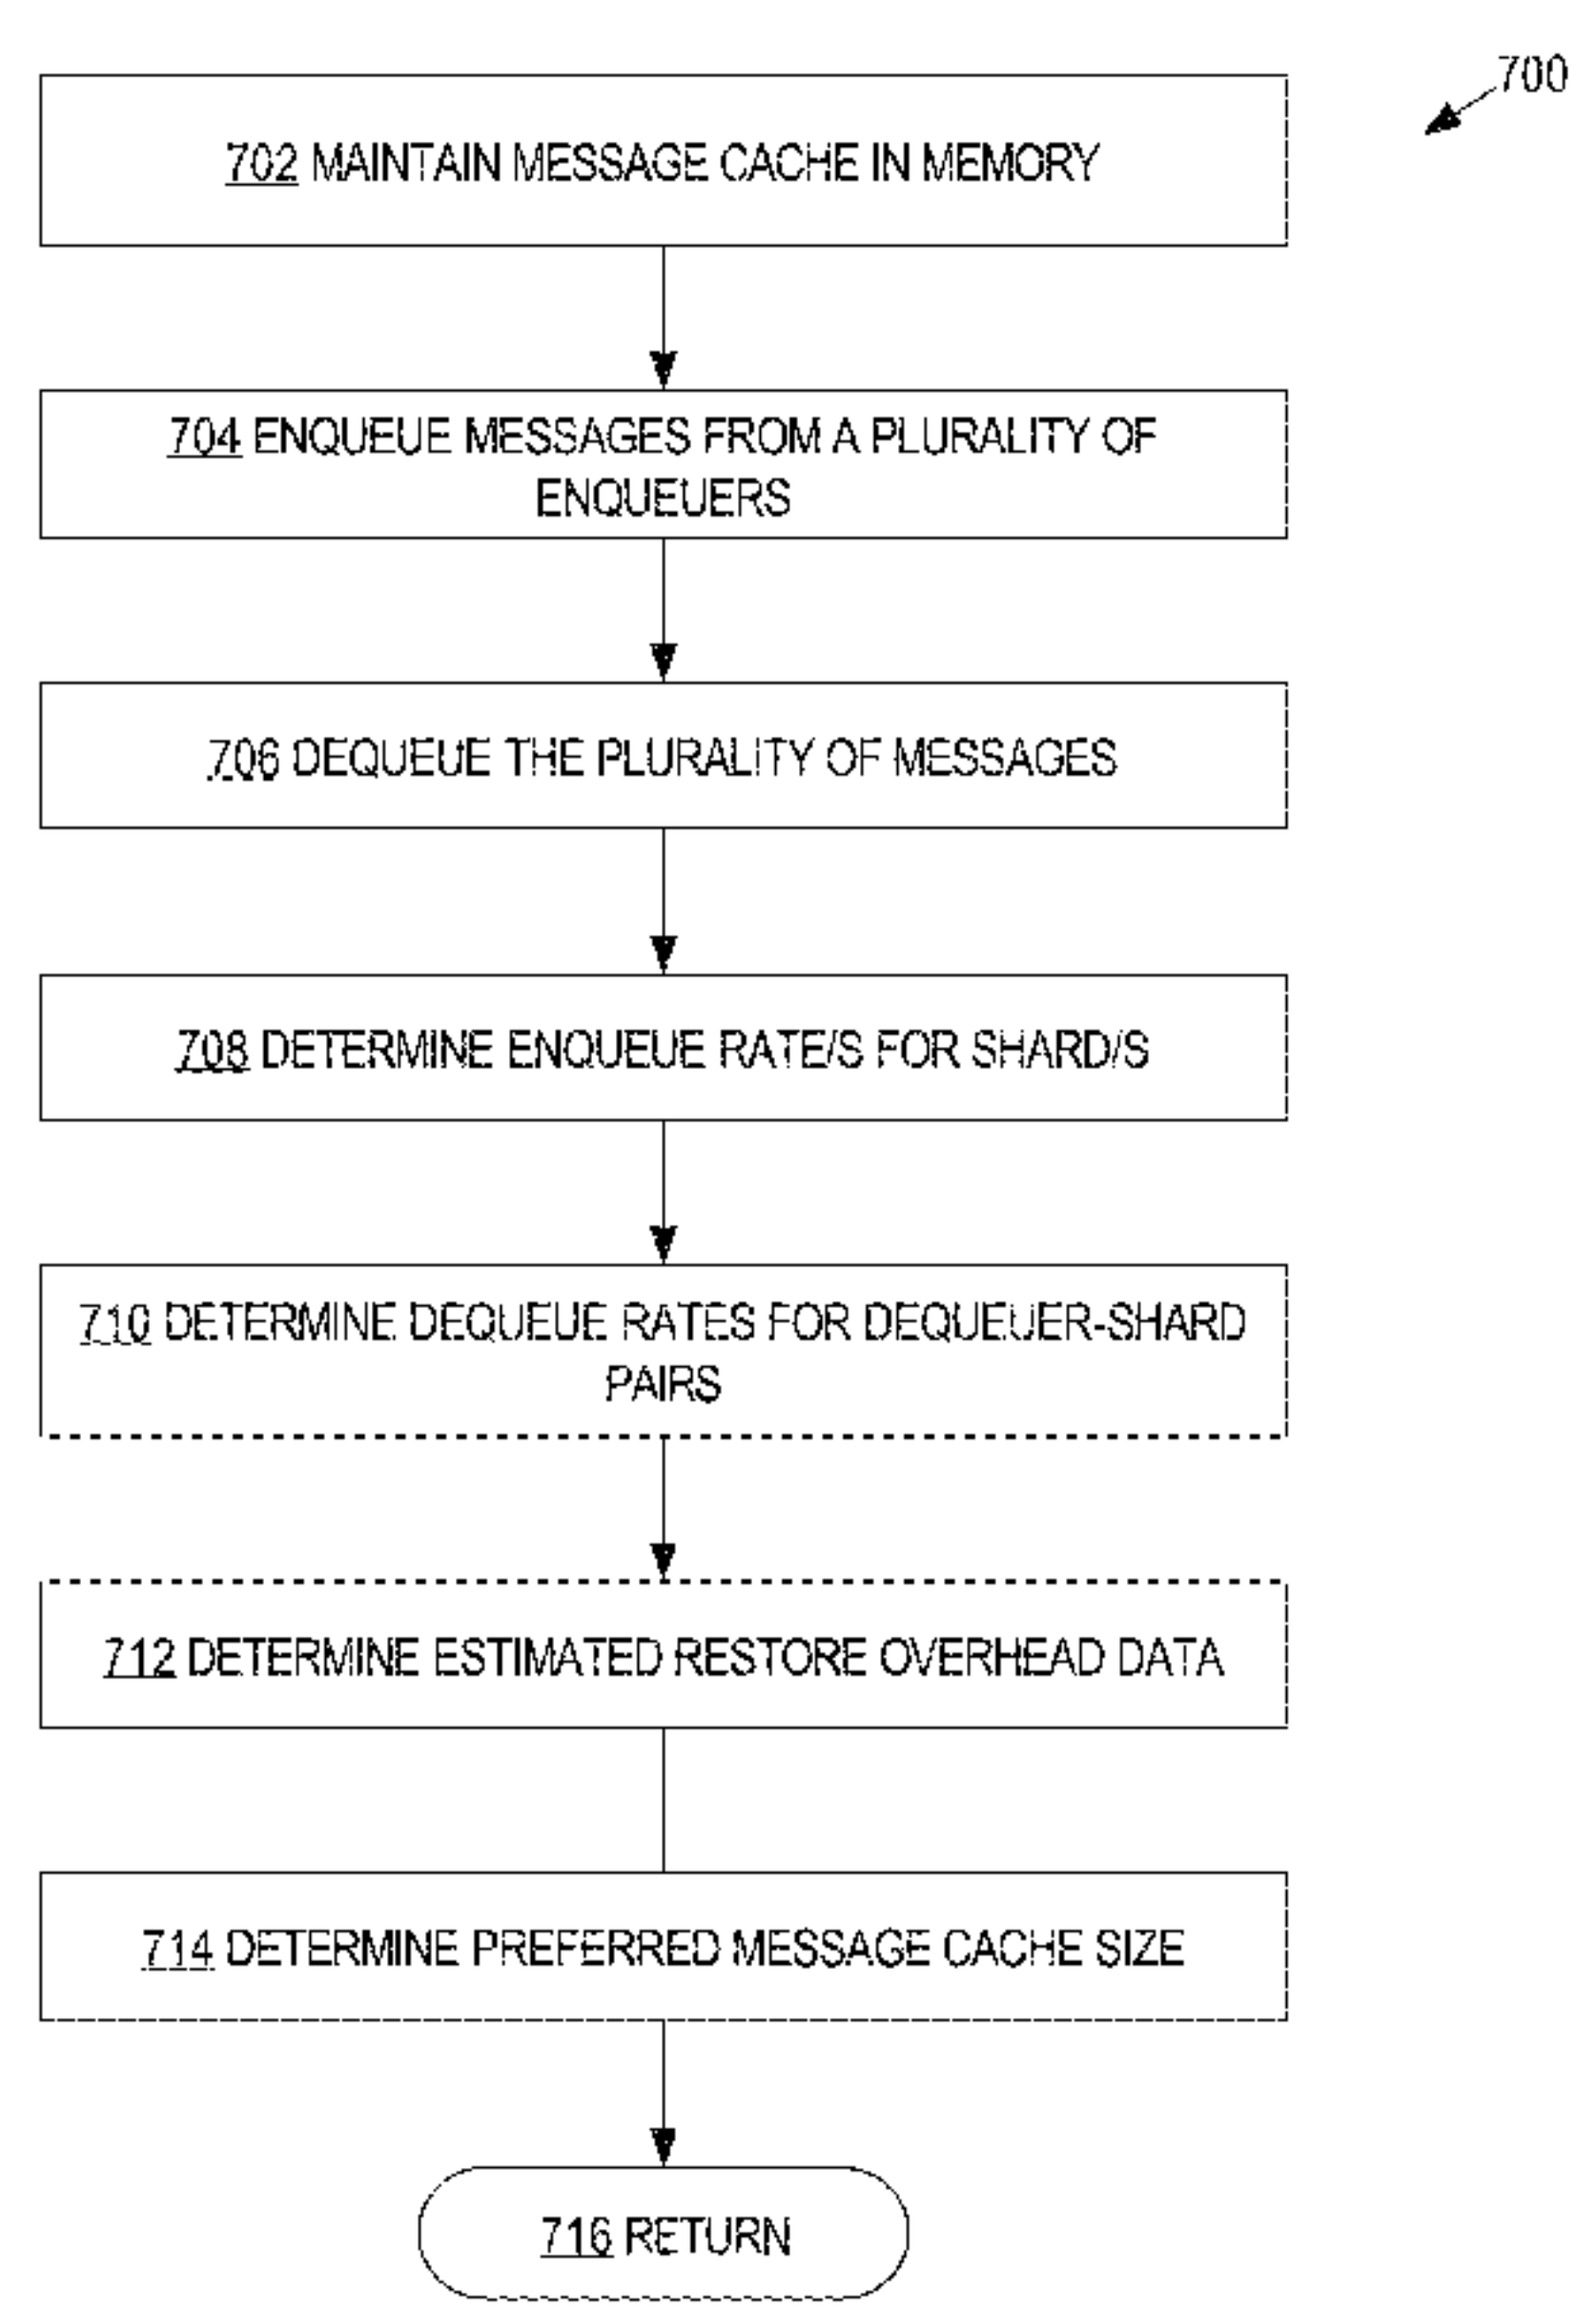 700
702 MAINTAIN MESSAGE CACHE IN MEMORY
704 ENQUEUE MESSAGES FROM A PLURALITY OF
ENQUEUERS
706 DEQUEUE THE PLURALITY OF MESSAGES
708 DETERMINE ENQUEUE RATE/S FOR SHARD/S
710 DETERMINE DEQUEUE RATES FOR DEQUEUER-SHARD
PAIRS
712 DETERMINE ESTIMATED RESTORE OVERHEAD DATA
714 DETERMINE PREFERRED MESSAGE CACHE SIZE
716 RETURN